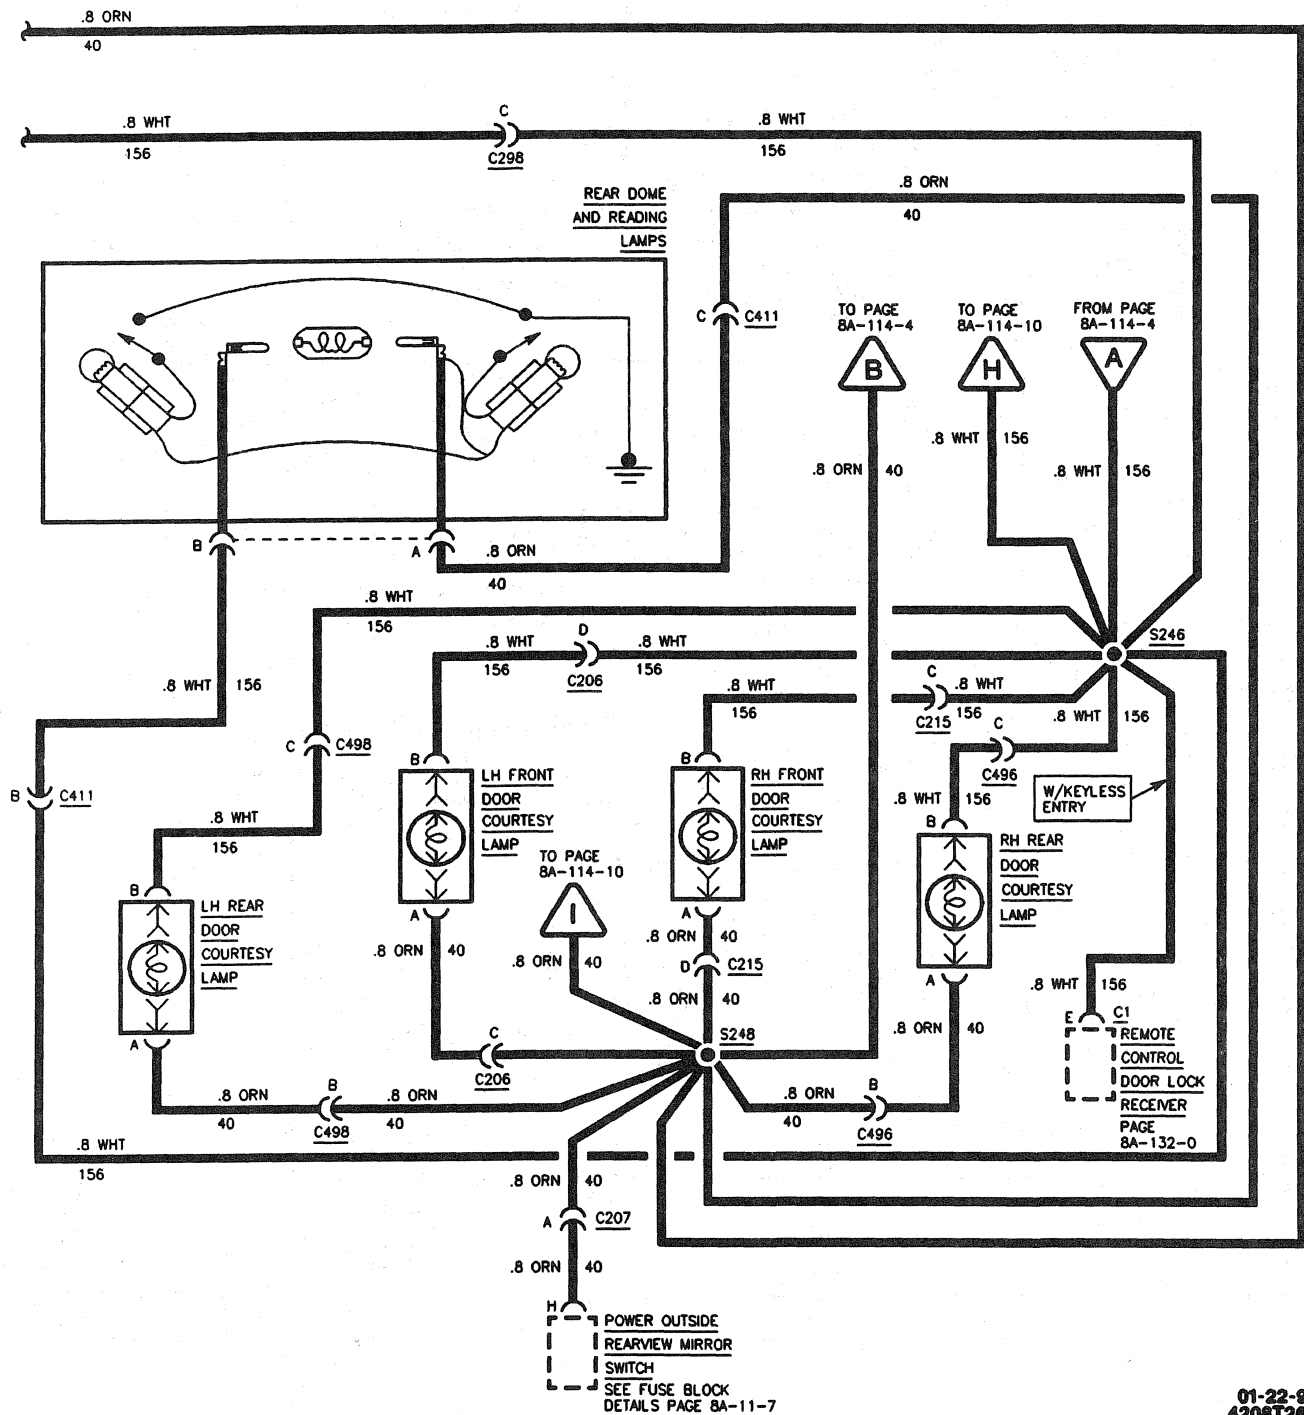 .8 ORN
40
C
.8 WHT
.8 WHT
156
C298
156
REAR DOME
AND READING
LAMPS
.8 ORN
40
C
C411
TO PAGE
8A-114-4
B
TO PAGE
8A-114-10
H
FROM PAGE
8A-114-4
A
.8 WHT
156
.8 ORN
40
.8 WHT
156
B
A
.8 ORN
40
.8 WHT
156
S246
.8 WHT
156
D
C206
.8 WHT
156
.8 WHT
156
.8 WHT
156
C
C215
.8 WHT
156
.8 WHT
156
C
C498
C
C496
W/KEYLESS
ENTRY
B
C411
.8 WHT
156
B
LH FRONT
DOOR
COURTESY
LAMP
A
B
RH FRONT
DOOR
COURTESY
LAMP
A
.8 WHT
156
B
RH REAR
DOOR
COURTESY
LAMP
A
TO PAGE
8A-114-10
I
B
LH REAR
DOOR
COURTESY
LAMP
A
.8 ORN
40
.8 ORN
40
.8 ORN
40
D
C215
.8 ORN
40
.8 WHT
156
E
C1
REMOTE
CONTROL
DOOR LOCK
RECEIVER
PAGE
8A-132-0
.8 ORN
40
S248
C
C206
.8 ORN
40
B
C498
.8 ORN
40
.8 ORN
40
B
C496
.8 WHT
156
.8 ORN
40
A
C207
.8 ORN
40
H
POWER OUTSIDE
REARVIEW MIRROR
SWITCH
SEE FUSE BLOCK
DETAILS PAGE 8A-11-7